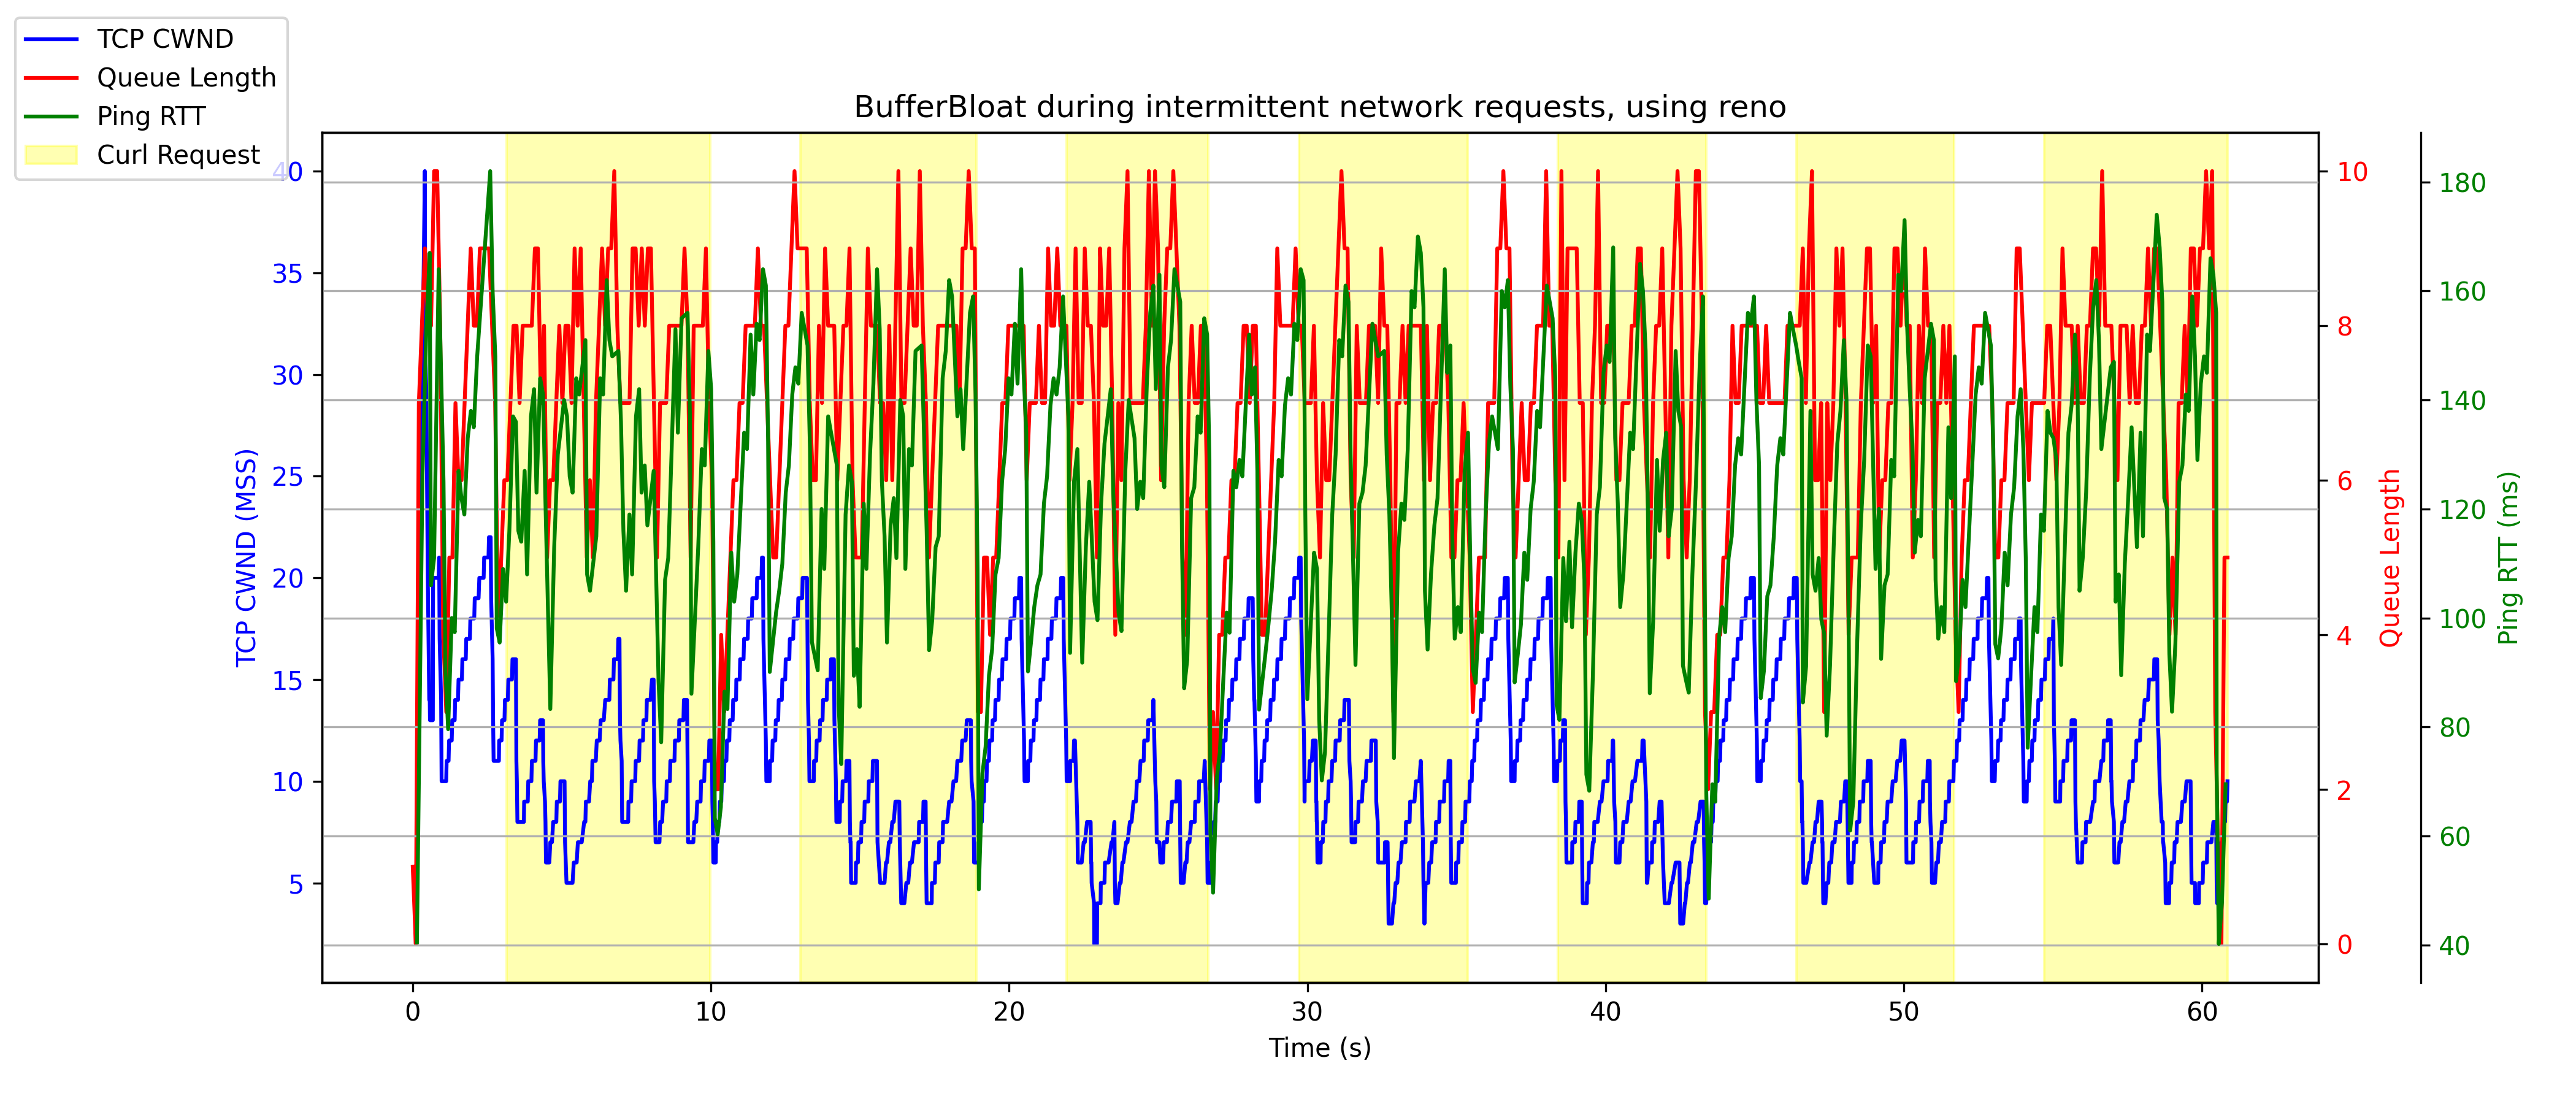 TCP CWND
Queue Length
Ping RTT
Curl Request
BufferBloat during intermittent network requests, using reno
40
35
30
25
20
15
10
5
TCP CWND (MSS)
10
8
6
4
2
0
Queue Length
180
160
140
120
100
80
60
40
Ping RTT (ms)
0 10 20 30 40 50 60
Time (s)